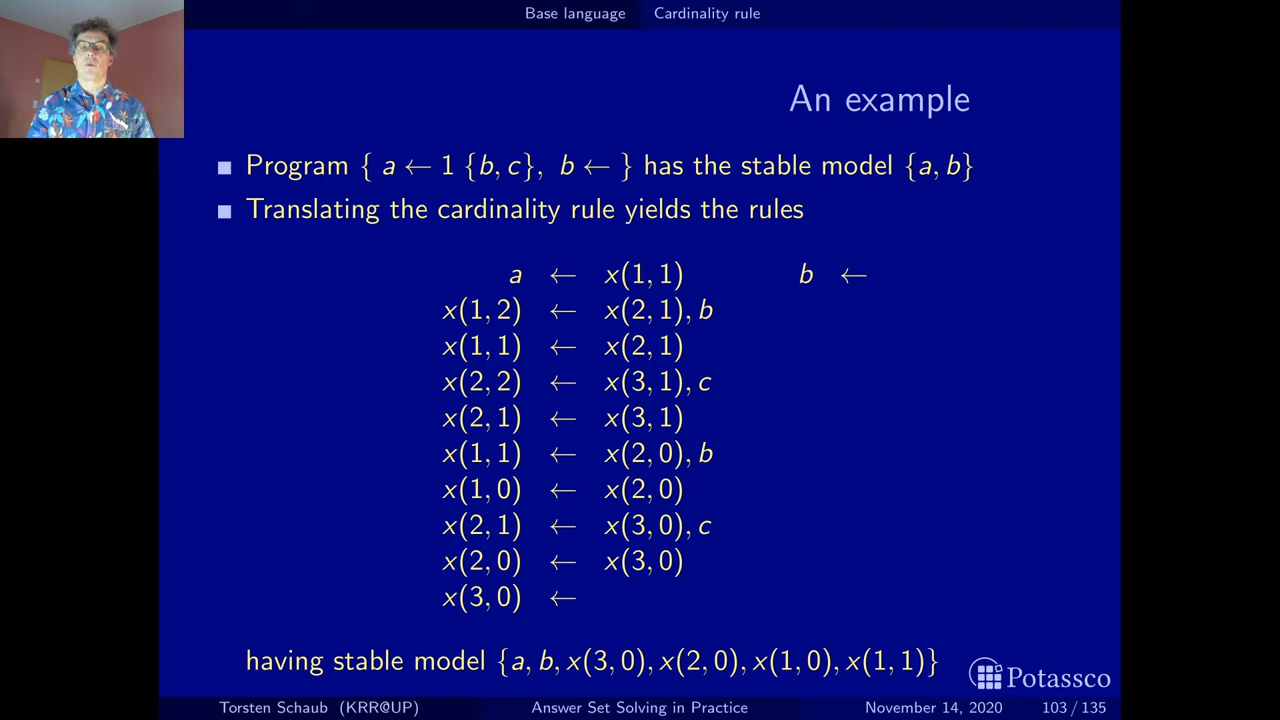 Base language Cardinality rule
An example
Program { a ← 1 {b, c}, b ← } has the stable model {a, b}
Translating the cardinality rule yields the rules
a ← x(1, 1) b ←
x(1, 2) ← x(2, 1), b
x(1, 1) ← x(2, 1)
x(2, 2) ← x(3, 1), c
x(2, 1) ← x(3, 1)
x(1, 1) ← x(2, 0), b
x(1, 0) ← x(2, 0)
x(2, 1) ← x(3, 0), c
x(2, 0) ← x(3, 0)
x(3, 0) ←
having stable model {a, b, x(3, 0), x(2, 0), x(1, 0), x(1, 1)}
Potassco
Torsten Schaub (KRR@UP) Answer Set Solving in Practice November 14, 2020 103 / 135